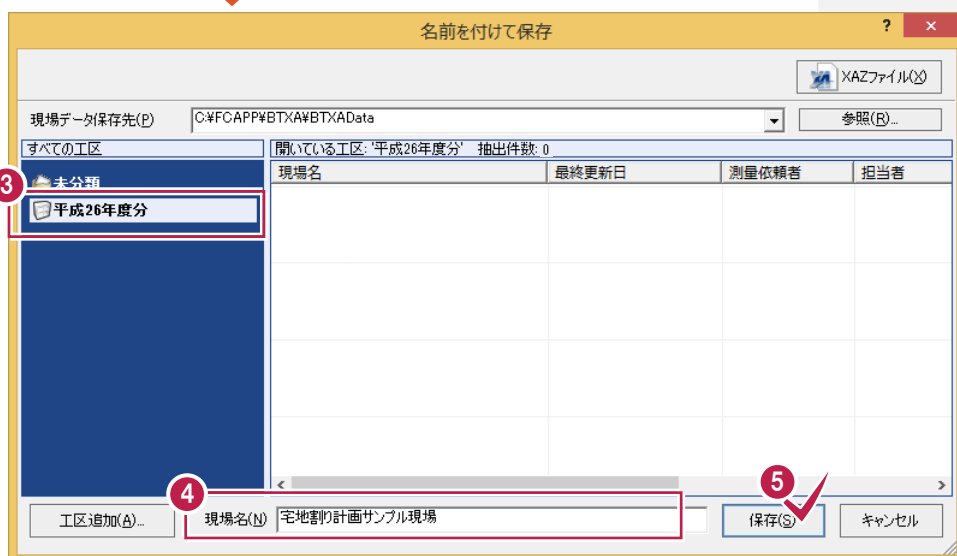 名前を付けて保存
? ×
XAZファイル(X)
現場データ保存先(P) C:¥FCAPP¥BTXA¥BTXAData 参照(R)...
すべての工区 開いている工区: '平成26年度分' 抽出件数: 0
現場名 最終更新日 測量依頼者 担当者
未分類
3
平成26年度分
4
5
工区追加(A)... 現場名(N) 宅地割り計画サンプル現場 保存(S) キャンセル